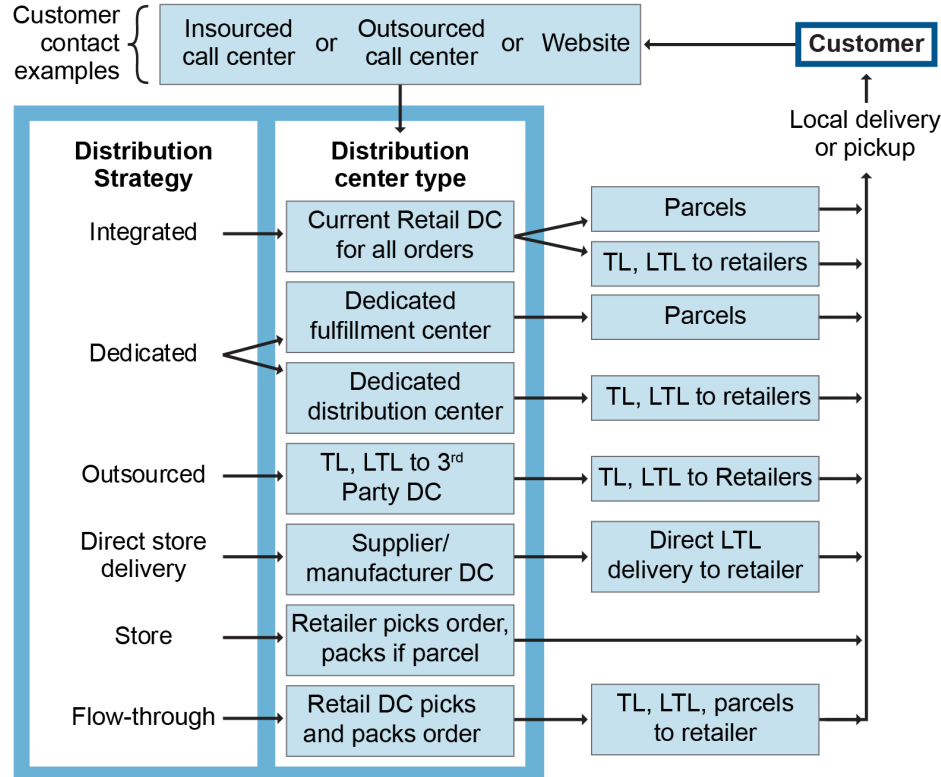 Customer
contact
examples
Insourced
call center
or
Outsourced
call center
or
Website
Customer
Local delivery
or pickup
Distribution
Strategy
Distribution
center type
Integrated
Current Retail DC
for all orders
Parcels
TL, LTL to retailers
Dedicated
Dedicated
fulfillment center
Parcels
Dedicated
distribution center
TL, LTL to retailers
Outsourced
TL, LTL to 3rd
Party DC
TL, LTL to Retailers
Direct store
delivery
Supplier/
manufacturer DC
Direct LTL
delivery to retailer
Store
Retailer picks order,
packs if parcel
Flow-through
Retail DC picks
and packs order
TL, LTL, parcels
to retailer